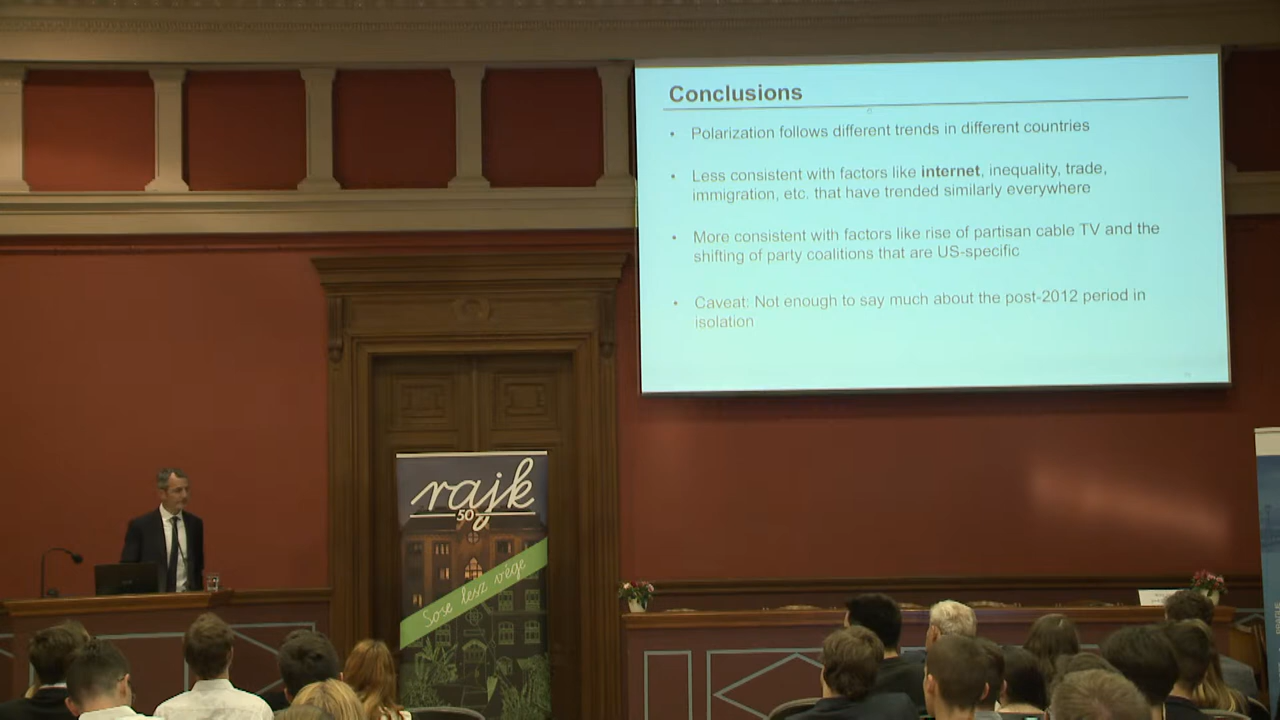 Conclusions
• Polarization follows different trends in different countries
• Less consistent with factors like internet, inequality, trade,
immigration, etc. that have trended similarly everywhere
• More consistent with factors like rise of partisan cable TV and the
shifting of party coalitions that are US-specific
• Caveat: Not enough to say much about the post-2012 period in
isolation
rajk
50
Sose lesz vége